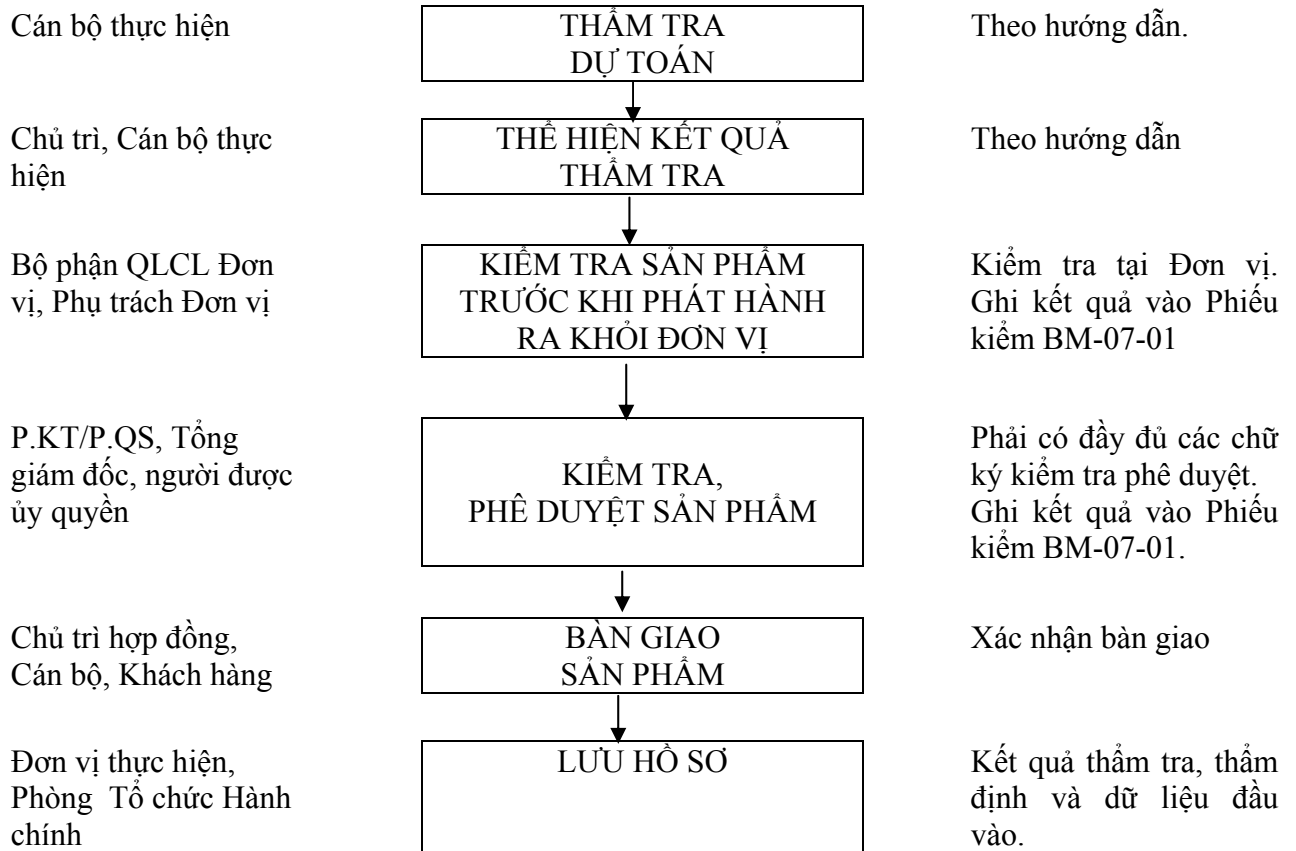 Cán bộ thực hiện
THẨM TRA
DỰ TOÁN
Theo hướng dẫn.
Chủ trì, Cán bộ thực
hiện
THỂ HIỆN KẾT QUẢ
THẨM TRA
Theo hướng dẫn
Bộ phận QLCL Đơn
vị, Phụ trách Đơn vị
KIỂM TRA SẢN PHẨM
TRƯỚC KHI PHÁT HÀNH
RA KHỎI ĐƠN VỊ
Kiểm tra tại Đơn vị.
Ghi kết quả vào Phiếu
kiểm BM-07-01
P.KT/P.QS, Tổng
giám đốc, người được
ủy quyền
KIỂM TRA,
PHÊ DUYỆT SẢN PHẨM
Phải có đầy đủ các chữ
ký kiểm tra phê duyệt.
Ghi kết quả vào Phiếu
kiểm BM-07-01.
Chủ trì hợp đồng,
Cán bộ, Khách hàng
BÀN GIAO
SẢN PHẨM
Xác nhận bàn giao
Đơn vị thực hiện,
Phòng Tổ chức Hành
chính
LƯU HỒ SƠ
Kết quả thẩm tra, thẩm
định và dữ liệu đầu
vào.